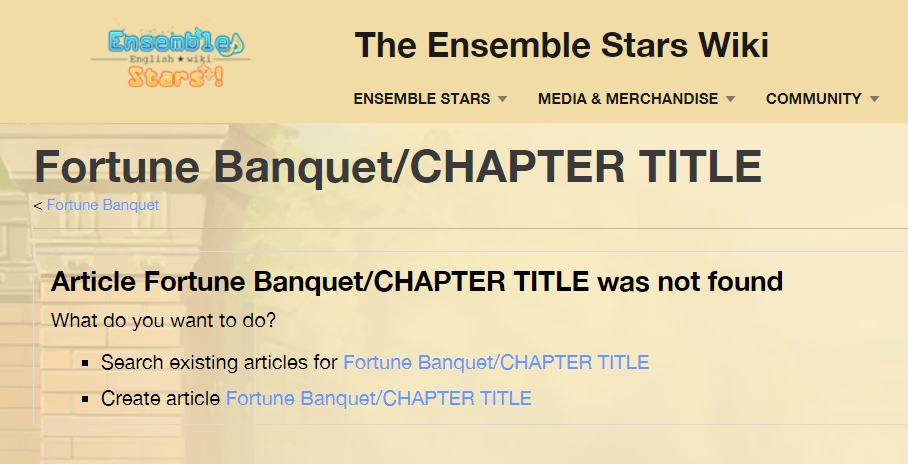 Ensemble
English★wiki
Stars!
The Ensemble Stars Wiki
ENSEMBLE STARS MEDIA & MERCHANDISE COMMUNITY
Fortune Banquet/CHAPTER TITLE
< Fortune Banquet
Article Fortune Banquet/CHAPTER TITLE was not found
What do you want to do?
Search existing articles for Fortune Banquet/CHAPTER TITLE
Create article Fortune Banquet/CHAPTER TITLE